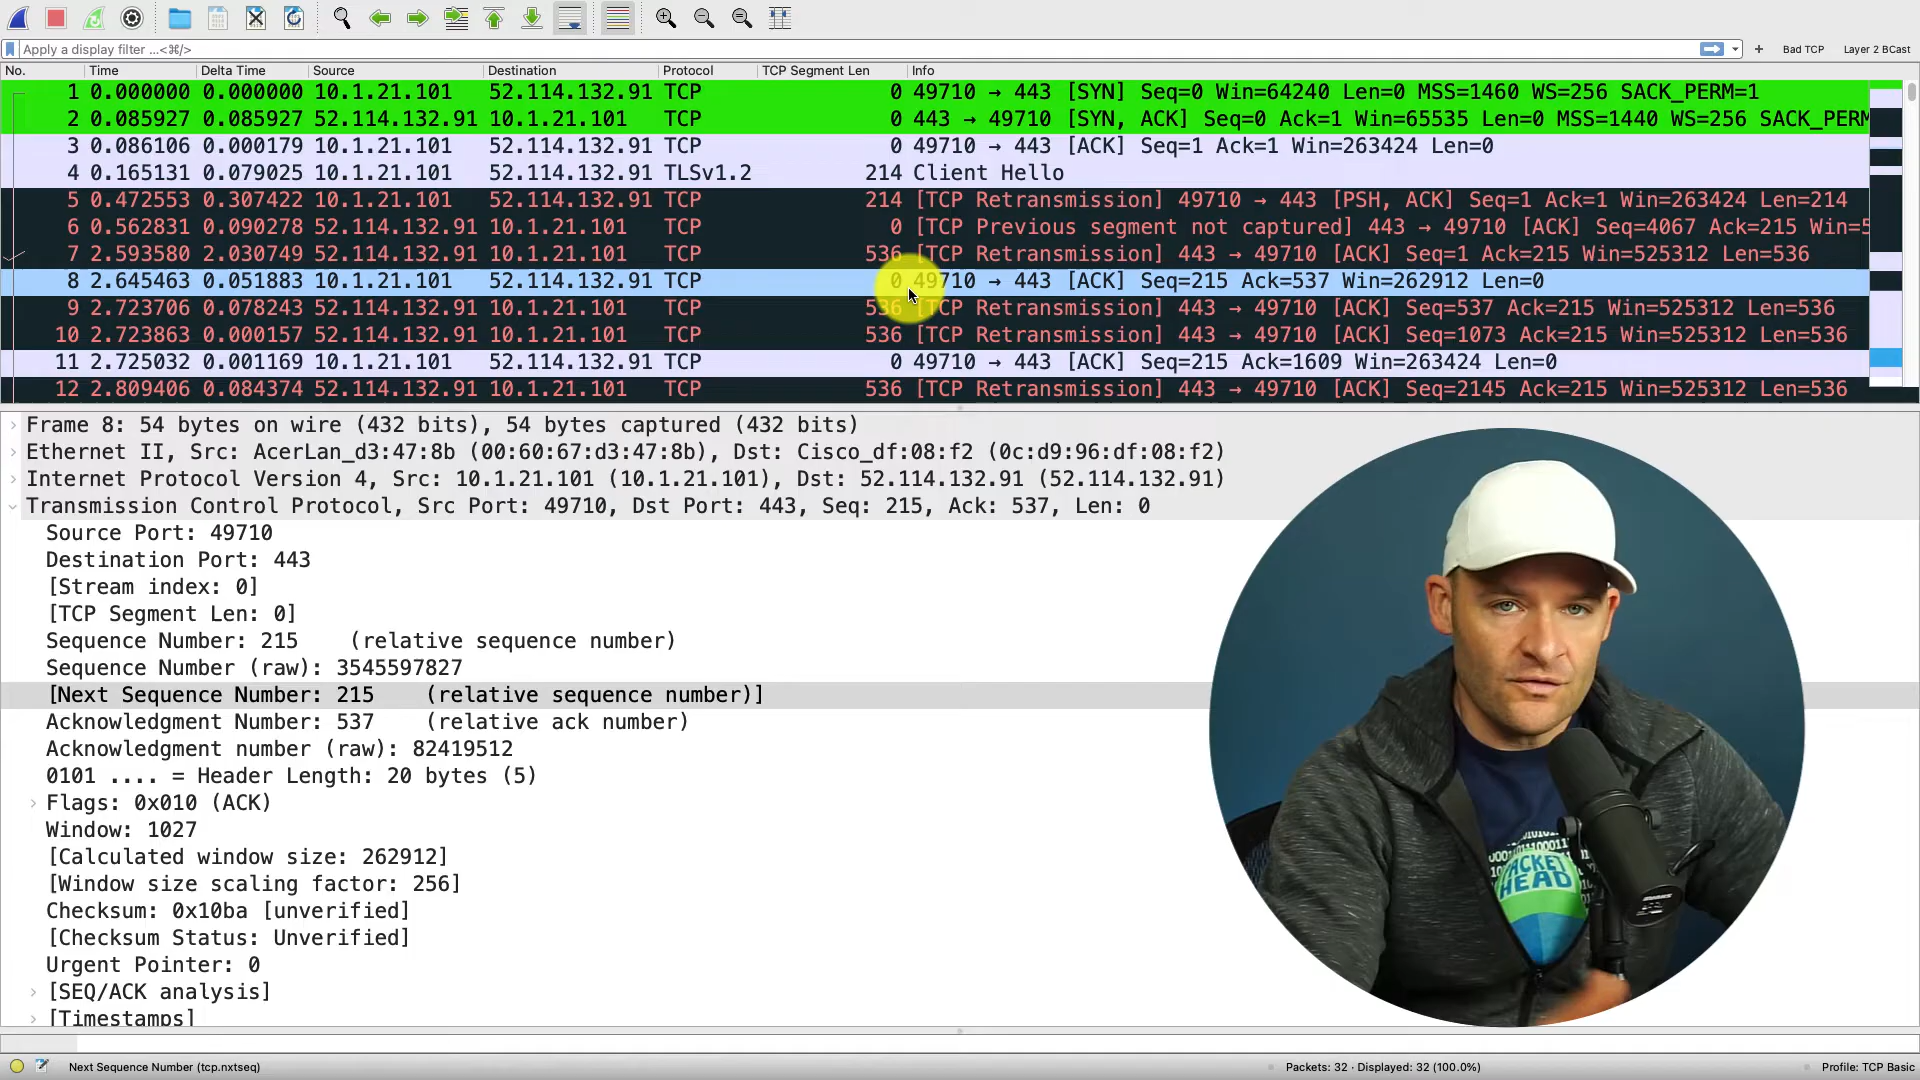 Apply a display filter ...<⌘/>
+ Bad TCP Layer 2 BCast
No. Time Delta Time Source Destination Protocol TCP Segment Len Info
1 0.000000 0.000000 10.1.21.101 52.114.132.91 TCP 0 49710 → 443 [SYN] Seq=0 Win=64240 Len=0 MSS=1460 WS=256 SACK_PERM=1
2 0.085927 0.085927 52.114.132.91 10.1.21.101 TCP 0 443 → 49710 [SYN, ACK] Seq=0 Ack=1 Win=65535 Len=0 MSS=1440 WS=256 SACK_PERM
3 0.086106 0.000179 10.1.21.101 52.114.132.91 TCP 0 49710 → 443 [ACK] Seq=1 Ack=1 Win=263424 Len=0
4 0.165131 0.079025 10.1.21.101 52.114.132.91 TLSv1.2 214 Client Hello
5 0.472553 0.307422 10.1.21.101 52.114.132.91 TCP 214 [TCP Retransmission] 49710 → 443 [PSH, ACK] Seq=1 Ack=1 Win=263424 Len=214
6 0.562831 0.090278 52.114.132.91 10.1.21.101 TCP 0 [TCP Previous segment not captured] 443 → 49710 [ACK] Seq=4067 Ack=215 Win=5
7 2.593580 2.030749 52.114.132.91 10.1.21.101 TCP 536 [TCP Retransmission] 443 → 49710 [ACK] Seq=1 Ack=215 Win=525312 Len=536
8 2.645463 0.051883 10.1.21.101 52.114.132.91 TCP 0 49710 → 443 [ACK] Seq=215 Ack=537 Win=262912 Len=0
9 2.723706 0.078243 52.114.132.91 10.1.21.101 TCP 536 [TCP Retransmission] 443 → 49710 [ACK] Seq=537 Ack=215 Win=525312 Len=536
10 2.723863 0.000157 52.114.132.91 10.1.21.101 TCP 536 [TCP Retransmission] 443 → 49710 [ACK] Seq=1073 Ack=215 Win=525312 Len=536
11 2.725032 0.001169 10.1.21.101 52.114.132.91 TCP 0 49710 → 443 [ACK] Seq=215 Ack=1609 Win=263424 Len=0
12 2.809406 0.084374 52.114.132.91 10.1.21.101 TCP 536 [TCP Retransmission] 443 → 49710 [ACK] Seq=2145 Ack=215 Win=525312 Len=536
Frame 8: 54 bytes on wire (432 bits), 54 bytes captured (432 bits)
Ethernet II, Src: AcerLan_d3:47:8b (00:60:67:d3:47:8b), Dst: Cisco_df:08:f2 (0c:d9:96:df:08:f2)
Internet Protocol Version 4, Src: 10.1.21.101 (10.1.21.101), Dst: 52.114.132.91 (52.114.132.91)
Transmission Control Protocol, Src Port: 49710, Dst Port: 443, Seq: 215, Ack: 537, Len: 0
Source Port: 49710
Destination Port: 443
[Stream index: 0]
[TCP Segment Len: 0]
Sequence Number: 215 (relative sequence number)
Sequence Number (raw): 3545597827
[Next Sequence Number: 215 (relative sequence number)]
Acknowledgment Number: 537 (relative ack number)
Acknowledgment number (raw): 82419512
0101 .... = Header Length: 20 bytes (5)
Flags: 0x010 (ACK)
Window: 1027
[Calculated window size: 262912]
[Window size scaling factor: 256]
Checksum: 0x10ba [unverified]
[Checksum Status: Unverified]
Urgent Pointer: 0
[SEQ/ACK analysis]
[Timestamps]
PACKET
HEAD
Next Sequence Number (tcp.nxtseq) Packets: 32 · Displayed: 32 (100.0%) Profile: TCP Basic